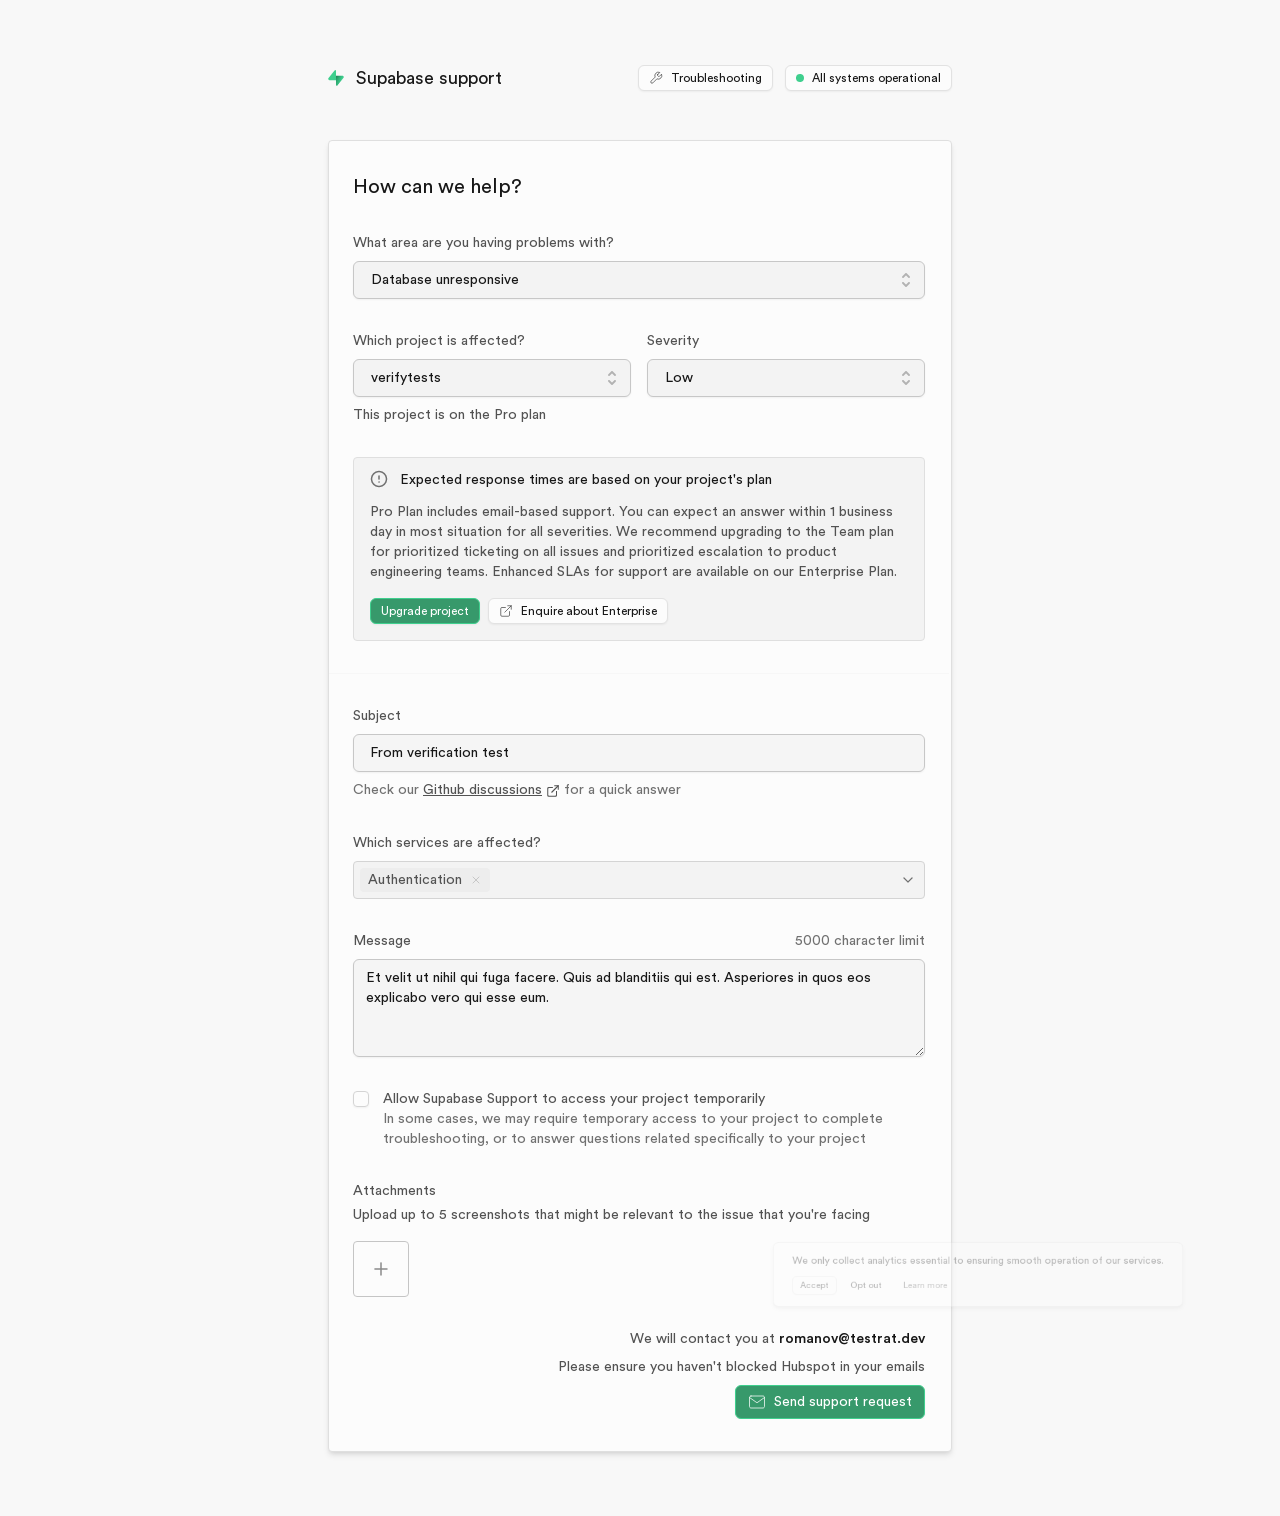 Supabase support
Troubleshooting
All systems operational
How can we help?
What area are you having problems with?
Database unresponsive
Which project is affected?
Severity
verifytests
Low
This project is on the Pro plan
Expected response times are based on your project's plan
Pro Plan includes email-based support. You can expect an answer within 1 business
day in most situation for all severities. We recommend upgrading to the Team plan
for prioritized ticketing on all issues and prioritized escalation to product
engineering teams. Enhanced SLAs for support are available on our Enterprise Plan.
Upgrade project
Enquire about Enterprise
Subject
From verification test
Check our Github discussions for a quick answer
Which services are affected?
Authentication
Message
5000 character limit
Et velit ut nihil qui fuga facere. Quis ad blanditiis qui est. Asperiores in quos eos
explicabo vero qui esse eum.
Allow Supabase Support to access your project temporarily
In some cases, we may require temporary access to your project to complete
troubleshooting, or to answer questions related specifically to your project
Attachments
Upload up to 5 screenshots that might be relevant to the issue that you're facing
We only collect analytics essential to ensuring smooth operation of our services.
Accept
Opt out
Learn more
We will contact you at romanov@testrat.dev
Please ensure you haven't blocked Hubspot in your emails
Send support request